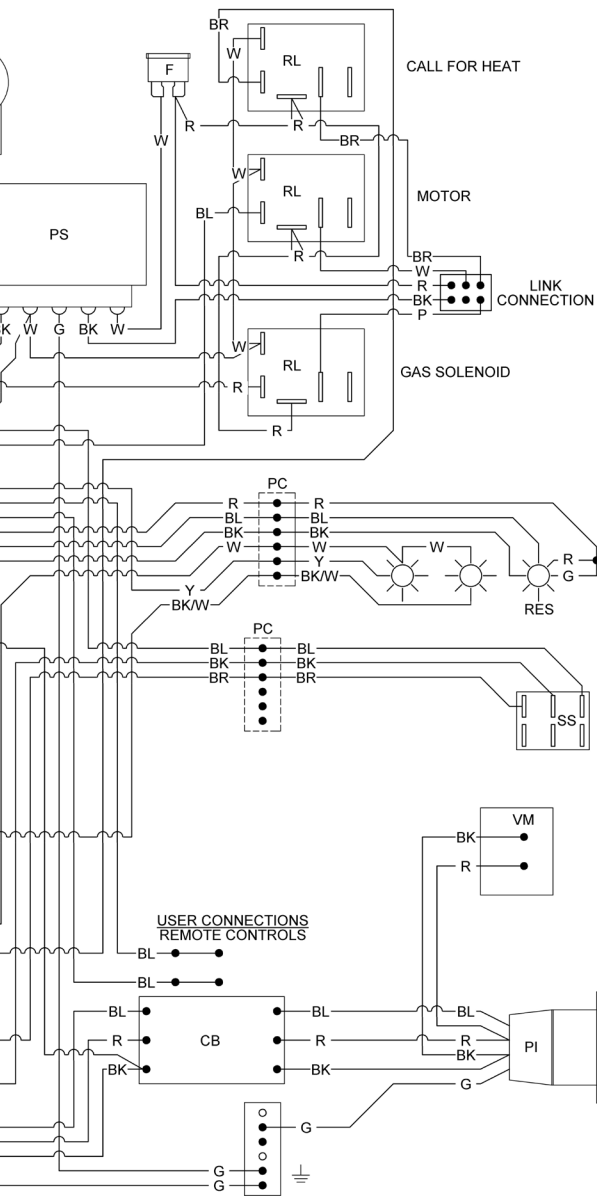 BR
W
RL
CALL FOR HEAT
F
R
R
W
BR
W
RL
MOTOR
BL
PS
R
BR
W
R
LINK
BK
CONNECTION
P
K W G BK W
W
RL
GAS SOLENOID
R
R
PC
R R
BL BL
BK BK
W W W
Y R
Y BK/W G
BK/W RES
PC
BL BL
BK BK
BR BR
SS
VM
BK
R
USER CONNECTIONS
REMOTE CONTROLS
BL
BL
BL BL BL
R CB R R PI
BK
BK BK
G
G
G
G